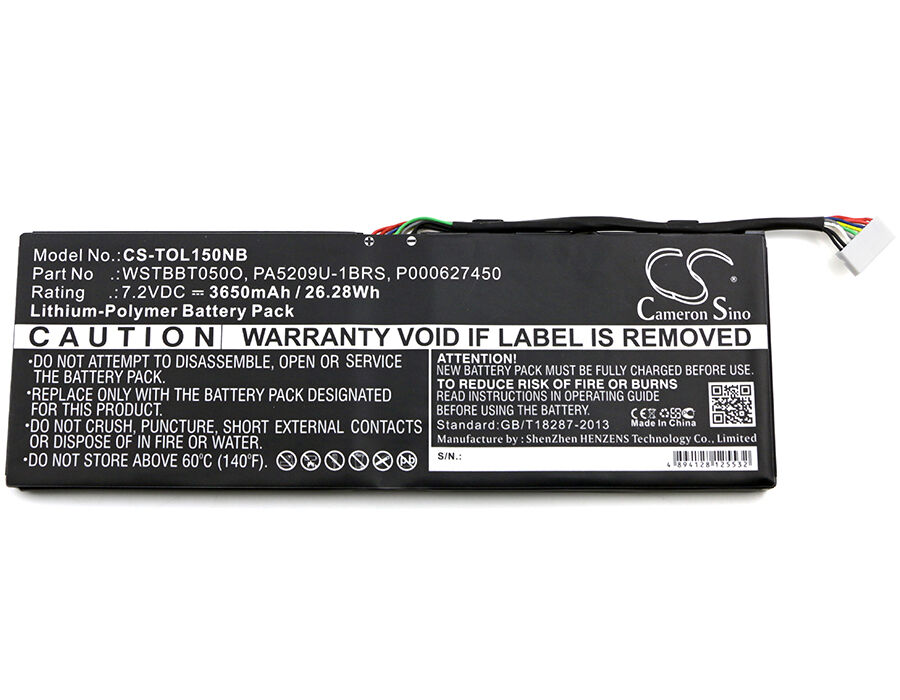 Model No.:CS-TOL150NB
Part No :WSTBBT050O, PA5209U-1BRS, P000627450
Rating .:7.2VDC ⎓ 3650mAh / 26.28Wh
Lithium-Polymer Battery Pack
CS
Cameron Sino
CAUTION WARRANTY VOID IF LABEL IS REMOVED
•DO NOT ATTEMPT TO DISASSEMBLE, OPEN OR SERVICE
THE BATTERY PACK.
•REPLACE ONLY WITH THE BATTERY PACK DESIGNATED
FOR THIS PRODUCT.
•DO NOT CRUSH, PUNCTURE, SHORT EXTERNAL CONTACTS
OR DISPOSE OF IN FIRE OR WATER.
•DO NOT STORE ABOVE 60°C (140°F).
ATTENTION!
NEW BATTERY PACK MUST BE FULLY CHARGED BEFORE USE.
TO REDUCE RISK OF FIRE OR BURNS
READ INSTRUCTIONS IN OPERATING GUIDE
BEFORE USING THE BATTERY.
Standard:GB/T18287-2013
CE
Made in China
Manufacture by : ShenZhen HENZENS Technology Co., Limited
S/N.:
4 894128 125532